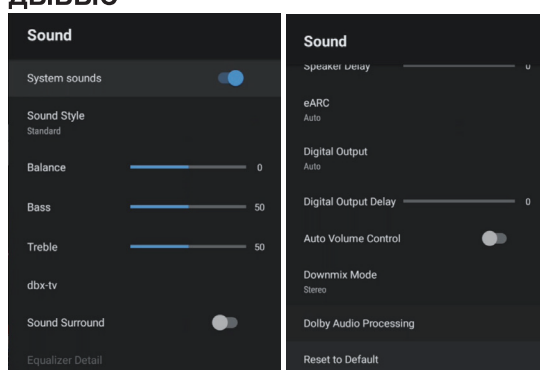 Sound
System sounds
Sound Style
Standard
Balance 0
Bass 50
Treble 50
dbx-tv
Sound Surround
Equalizer Detail
Sound
Speaker Delay 0
eARC
Auto
Digital Output
Auto
Digital Output Delay 0
Auto Volume Control
Downmix Mode
Stereo
Dolby Audio Processing
Reset to Default